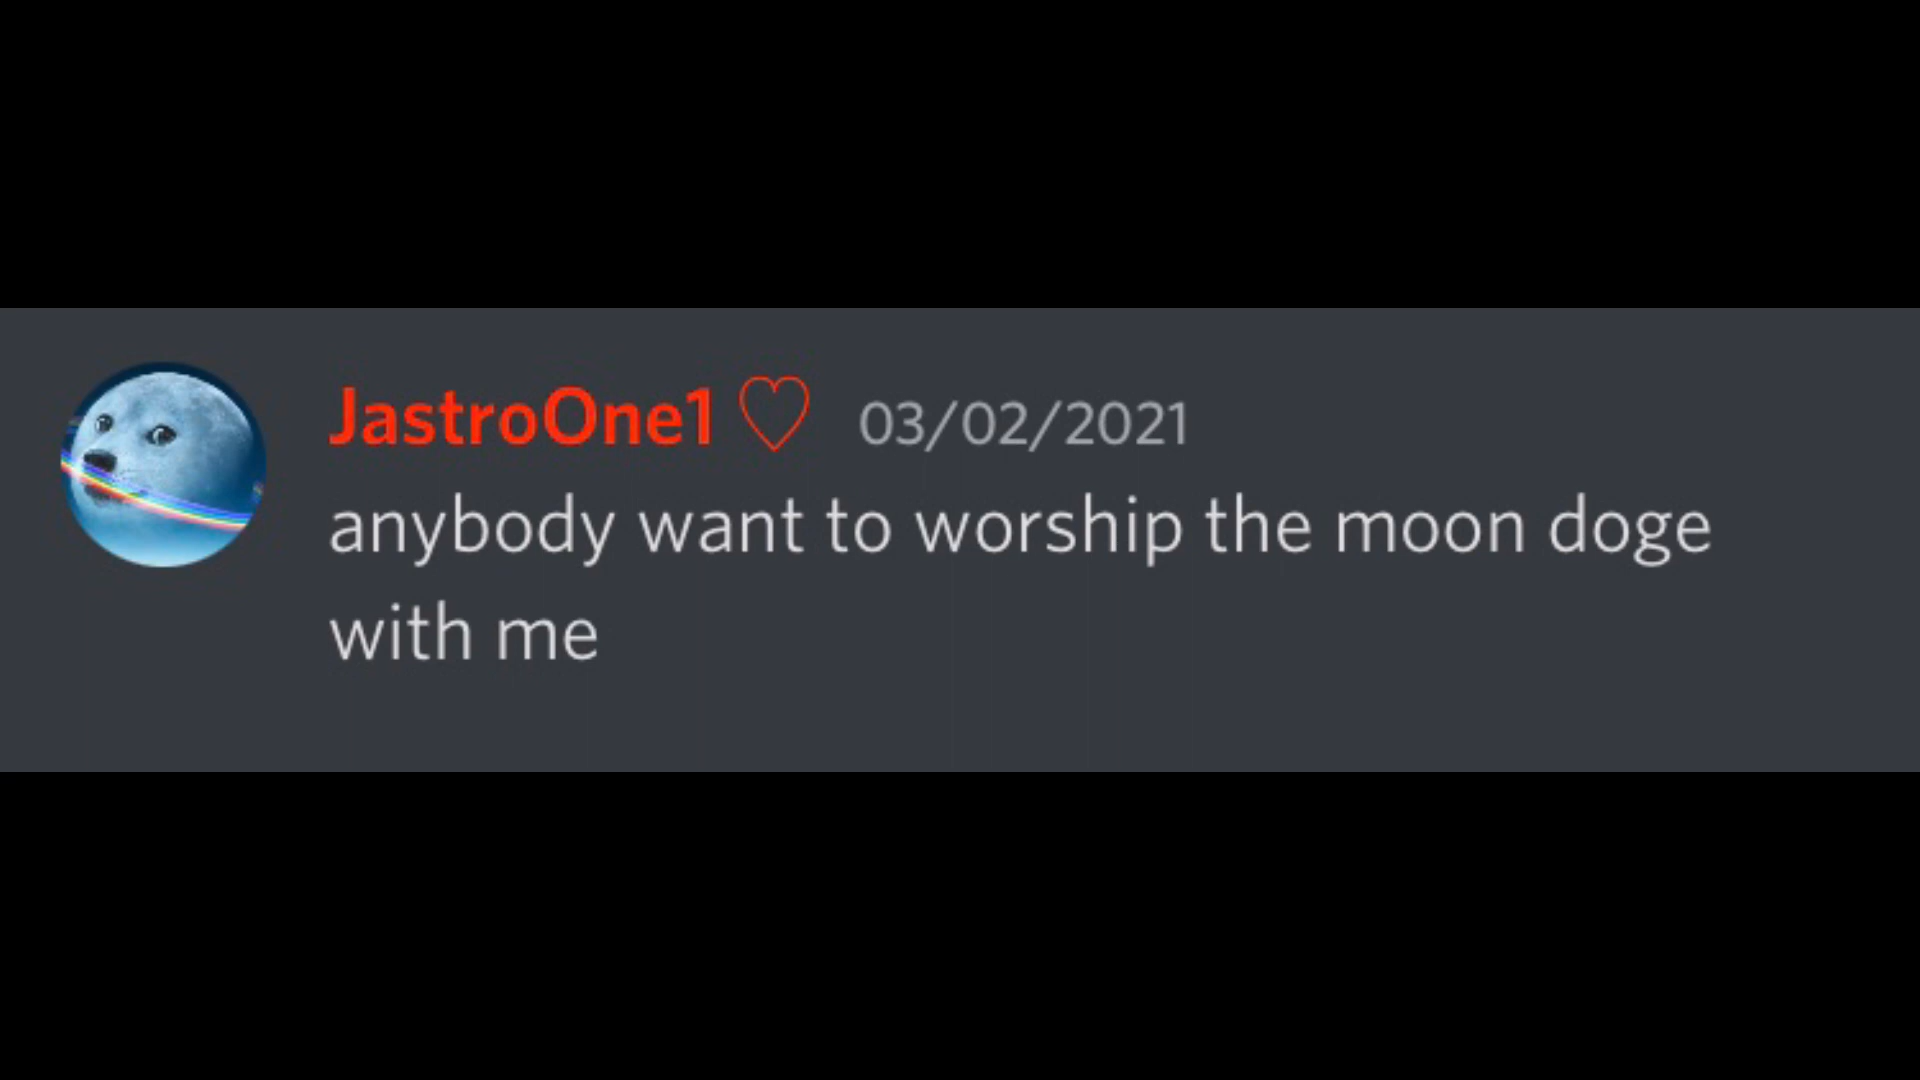 JastroOne1 ♡ 03/02/2021
anybody want to worship the moon doge
with me